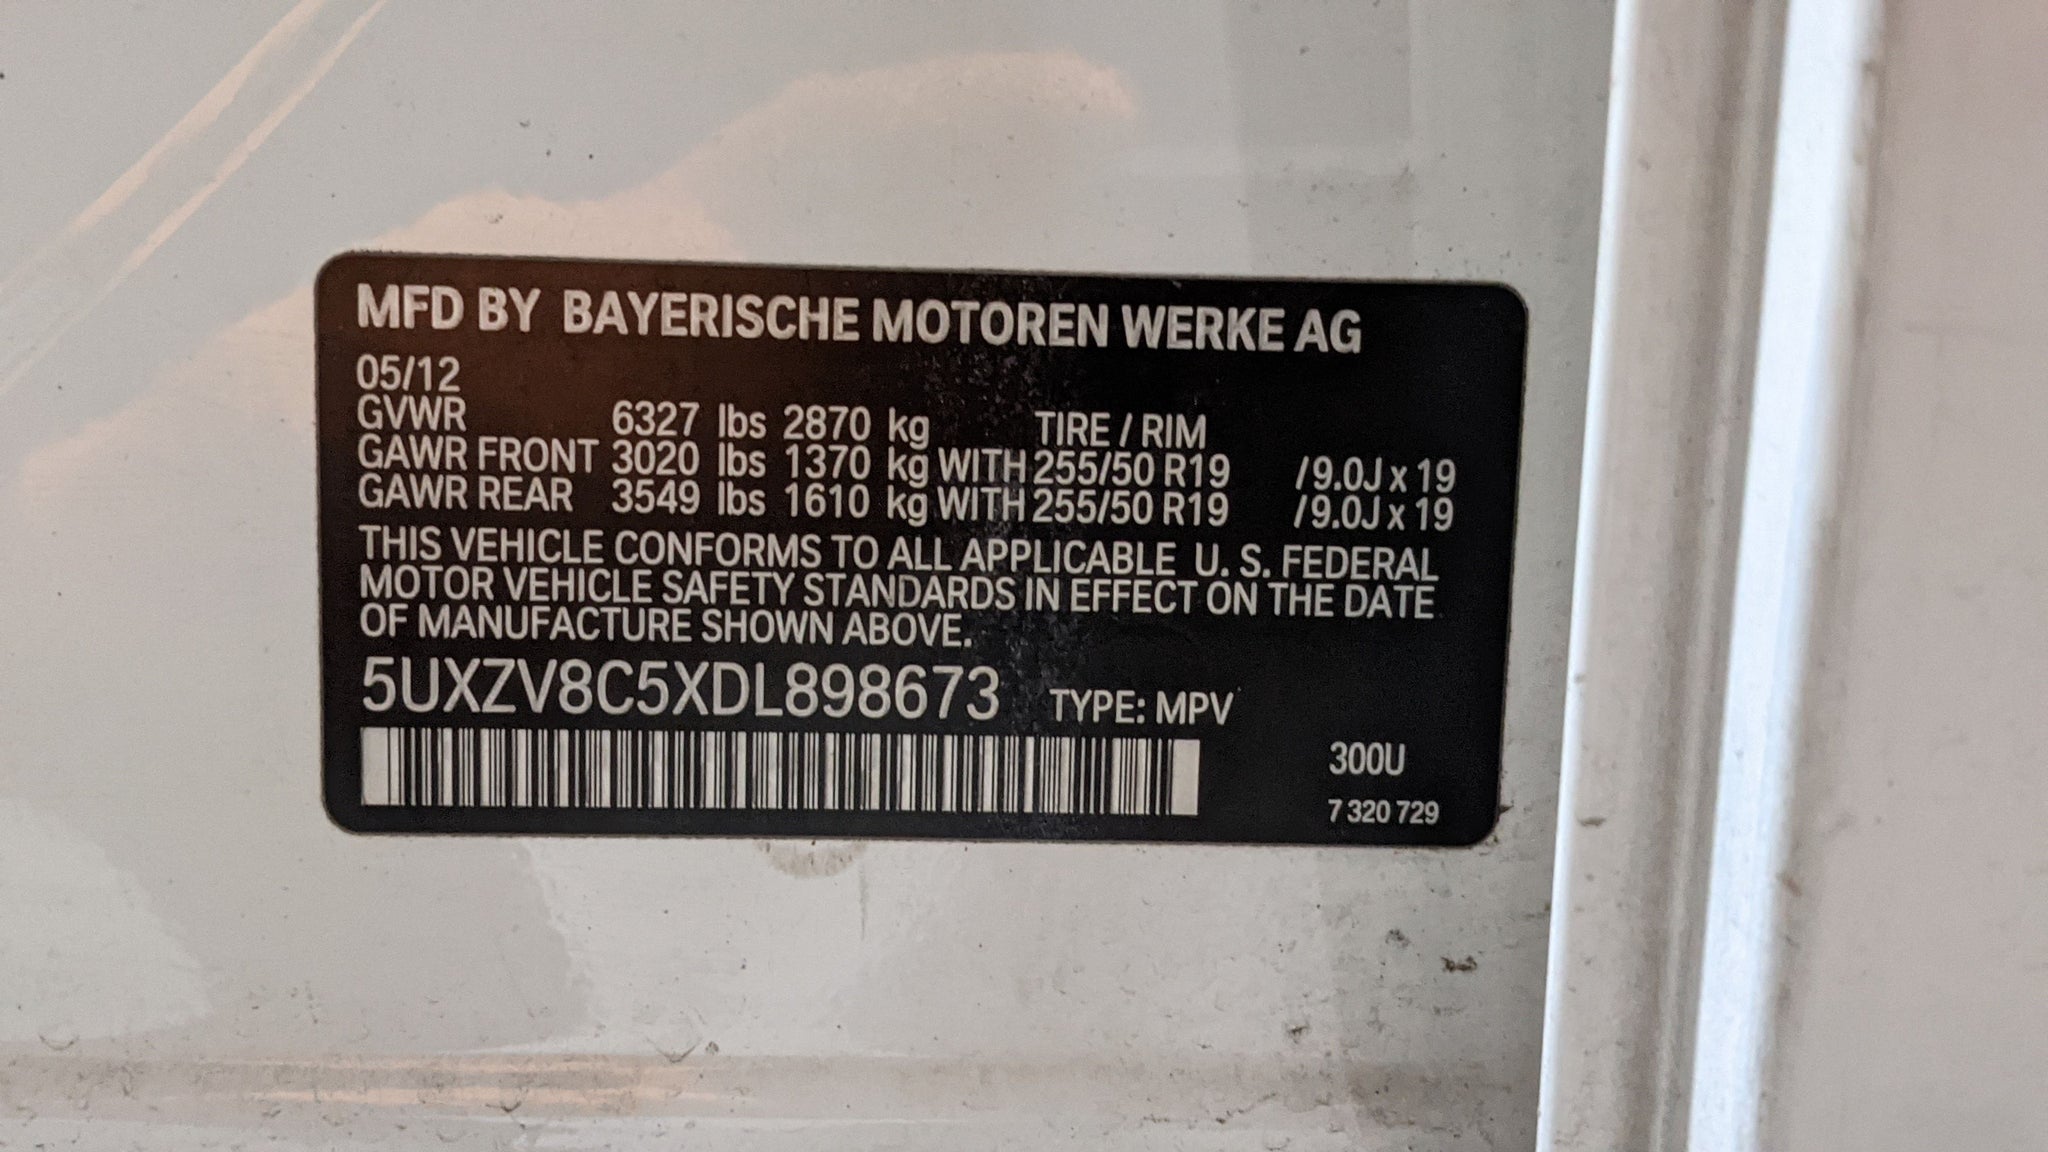 MFD BY BAYERISCHE MOTOREN WERKE AG
05/12
GVWR 6327 lbs 2870 kg TIRE / RIM
GAWR FRONT 3020 lbs 1370 kg WITH 255/50 R19 /9.0J x 19
GAWR REAR 3549 lbs 1610 kg WITH 255/50 R19 /9.0J x 19
THIS VEHICLE CONFORMS TO ALL APPLICABLE U. S. FEDERAL
MOTOR VEHICLE SAFETY STANDARDS IN EFFECT ON THE DATE
OF MANUFACTURE SHOWN ABOVE.
5UXZV8C5XDL898673 TYPE: MPV
300U
7 320 729